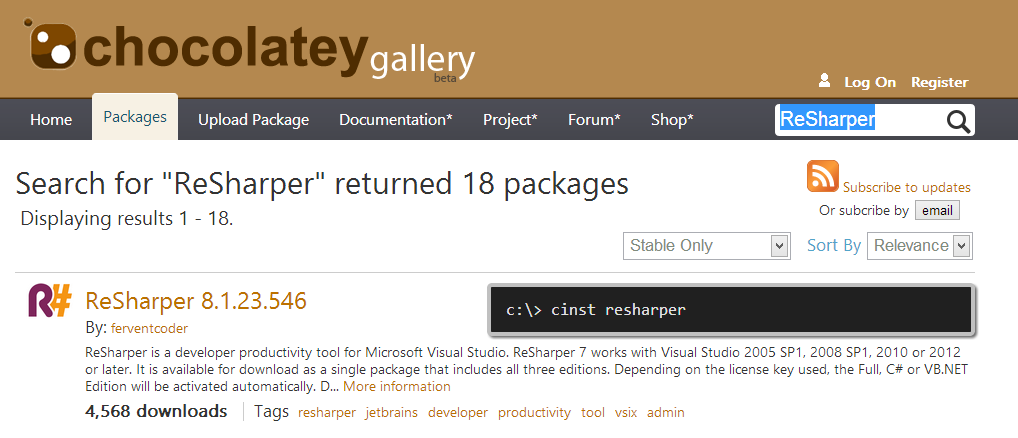 chocolatey gallery
beta
Log On Register
Home Packages Upload Package Documentation* Project* Forum* Shop* ReSharper
Search for "ReSharper" returned 18 packages
Subscribe to updates
Displaying results 1 - 18.
Or subcribe by email
Stable Only Sort By Relevance
R#
ReSharper 8.1.23.546
c:\> cinst resharper
By: ferventcoder
ReSharper is a developer productivity tool for Microsoft Visual Studio. ReSharper 7 works with Visual Studio 2005 SP1, 2008 SP1, 2010 or 2012
or later. It is available for download as a single package that includes all three editions. Depending on the license key used, the Full, C# or VB.NET
Edition will be activated automatically. D... More information
4,568 downloads Tags resharper jetbrains developer productivity tool vsix admin